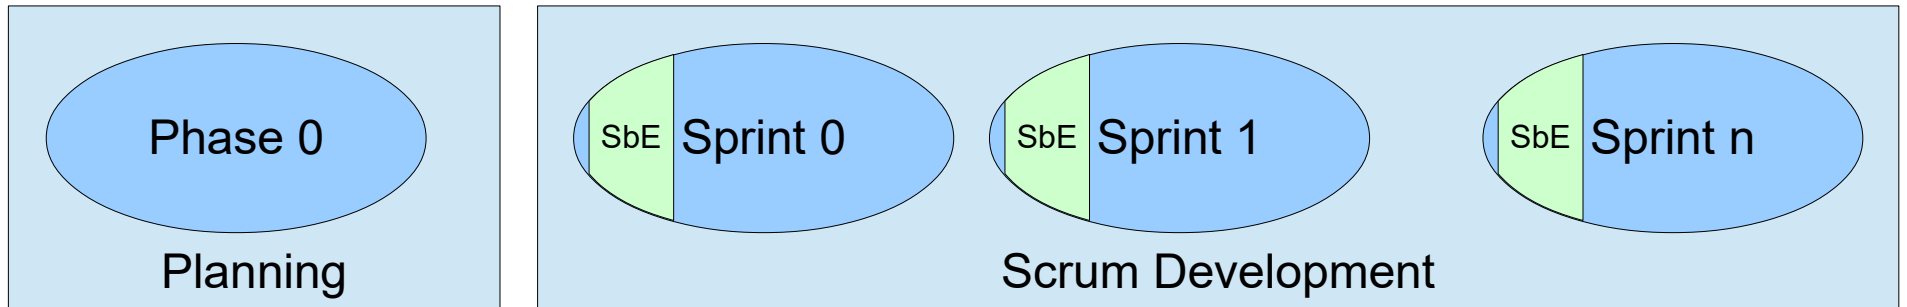 Phase 0
Planning
SbE Sprint 0
SbE Sprint 1
SbE Sprint n
Scrum Development